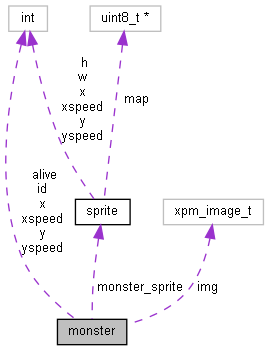 int
uint8_t *
h
w
x
xspeed
y
yspeed
map
alive
id
x
xspeed
y
yspeed
sprite
xpm_image_t
monster_sprite
img
monster